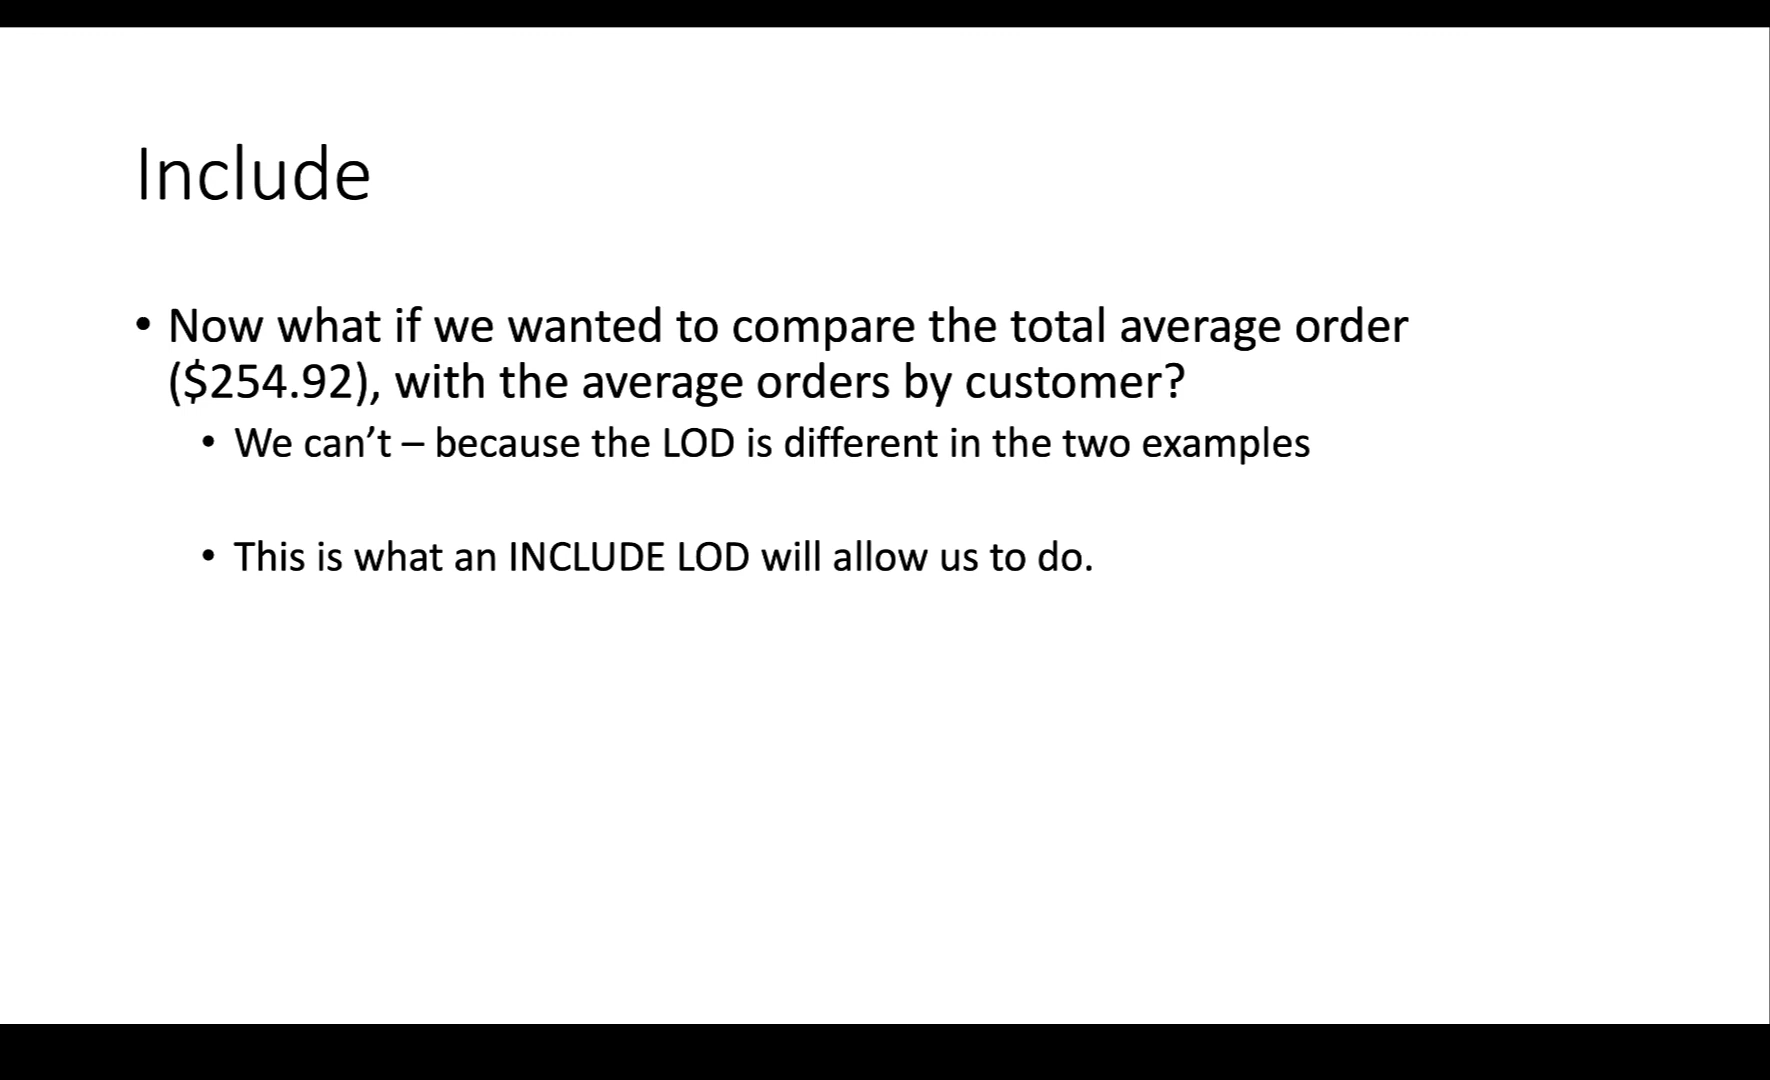 Include
• Now what if we wanted to compare the total average order
($254.92), with the average orders by customer?
• We can’t – because the LOD is different in the two examples
• This is what an INCLUDE LOD will allow us to do.